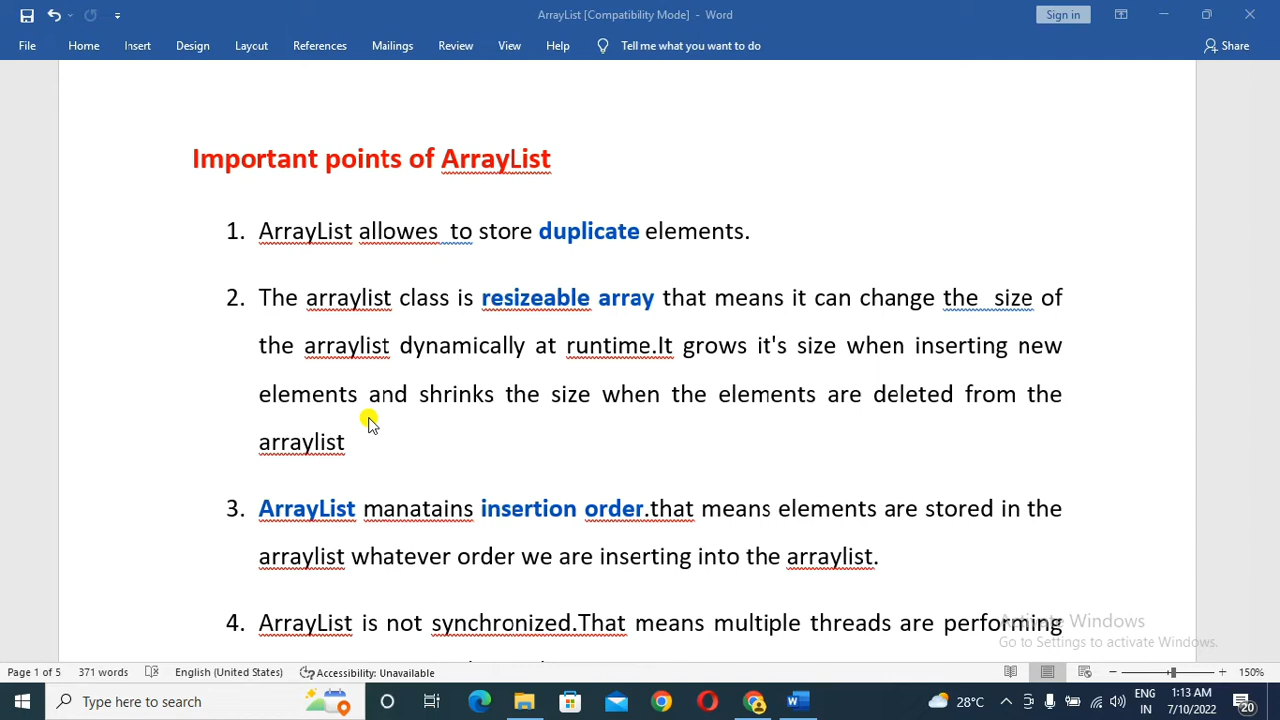 ArrayList [Compatibility Mode] - Word
Sign in
File Home Insert Design Layout References Mailings Review View Help Tell me what you want to do Share
Important points of ArrayList
1. ArrayList allowes to store duplicate elements.
2. The arraylist class is resizeable array that means it can change the size of
the arraylist dynamically at runtime.It grows it's size when inserting new
elements and shrinks the size when the elements are deleted from the
arraylist
3. ArrayList manatains insertion order.that means elements are stored in the
arraylist whatever order we are inserting into the arraylist.
4. ArrayList is not synchronized.That means multiple threads are performing
Activate Windows
Go to Settings to activate Windows.
Page 1 of 5 371 words English (United States) Accessibility: Unavailable 150%
Type here to search 28°C ENG 1:13 AM
IN 7/10/2022 20